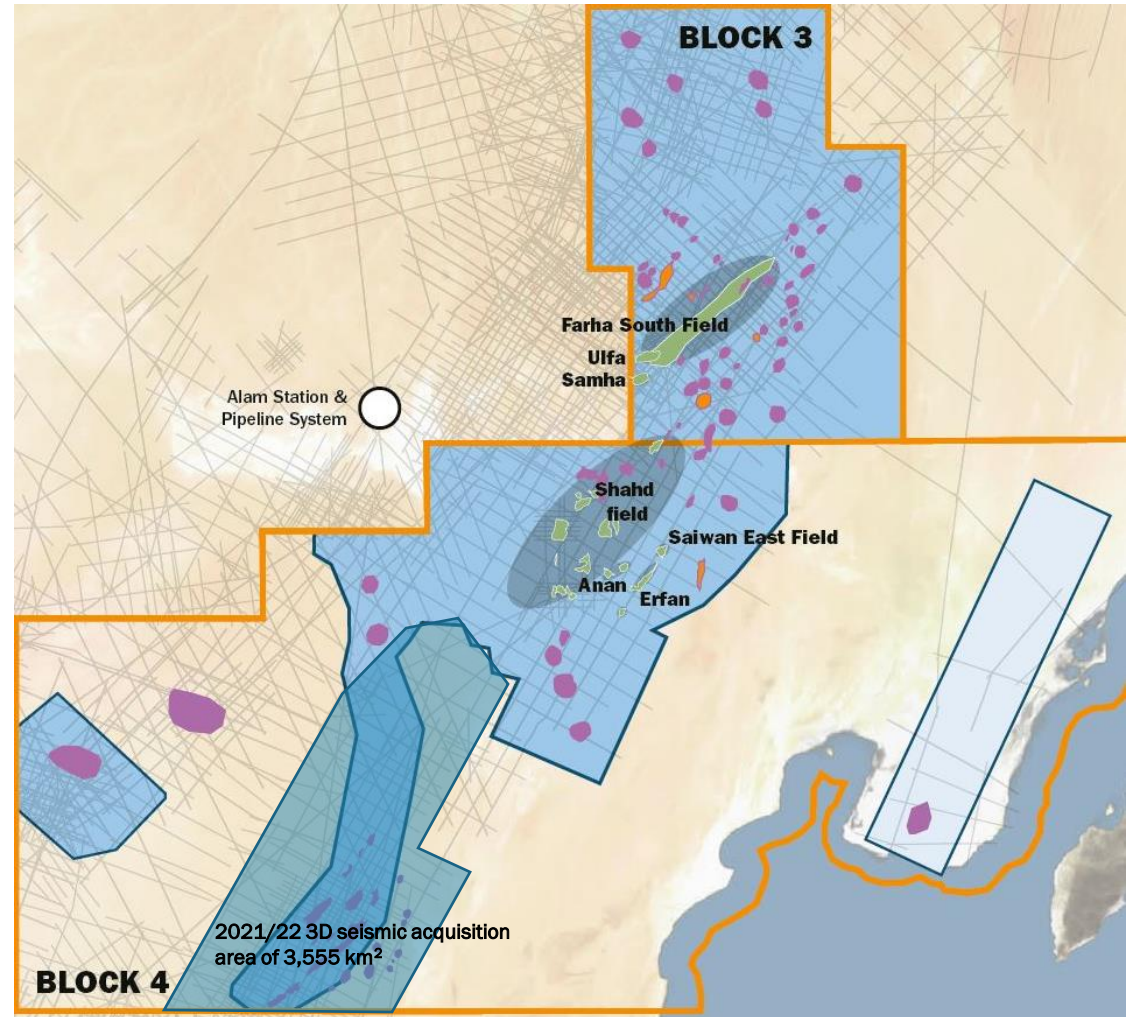 BLOCK 3
Farha South Field
Ulfa
Samha
Alam Station &
Pipeline System
Shahd
field
Saiwan East Field
Anan
Erfan
2021/22 3D seismic acquisition
area of 3,555 km²
BLOCK 4